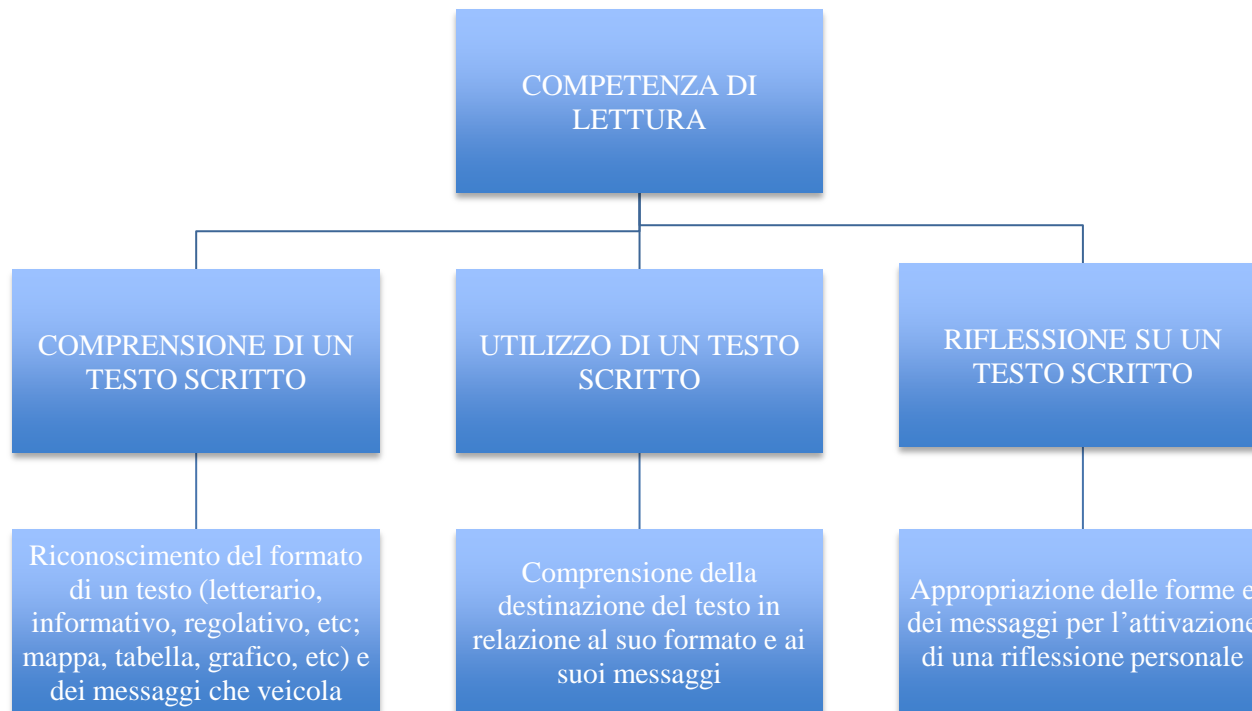 COMPETENZA DI
LETTURA
COMPRENSIONE DI UN
TESTO SCRITTO
UTILIZZO DI UN TESTO
SCRITTO
RIFLESSIONE SU UN
TESTO SCRITTO
Riconoscimento del formato
di un testo (letterario,
informativo, regolativo, etc;
mappa, tabella, grafico, etc) e
dei messaggi che veicola
Comprensione della
destinazione del testo in
relazione al suo formato e ai
suoi messaggi
Appropriazione delle forme e
dei messaggi per l’attivazione
di una riflessione personale